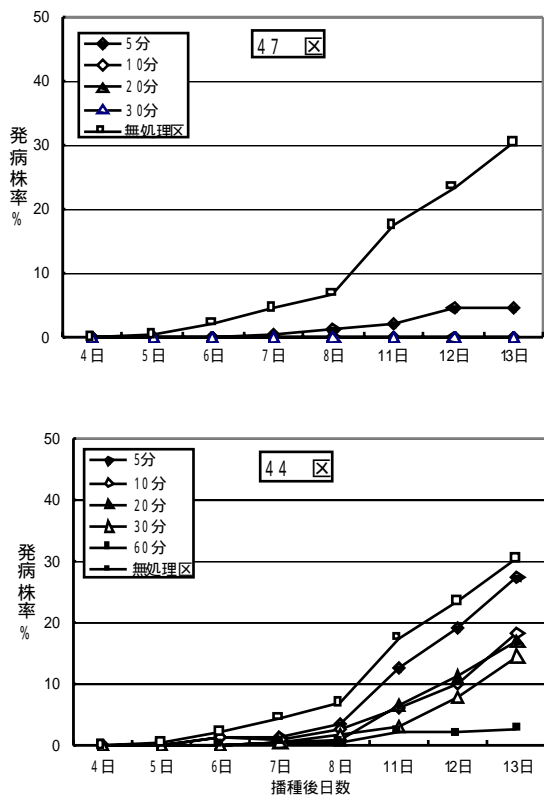 50
40
30
20
10
0
発病株率%
5分
10分
20分
30分
無処理区
47 区
4日 5日 6日 7日 8日 11日 12日 13日
50
40
30
20
10
0
発病株率%
5分
10分
20分
30分
60分
無処理区
44 区
4日 5日 6日 7日 8日 11日 12日 13日
播種後日数